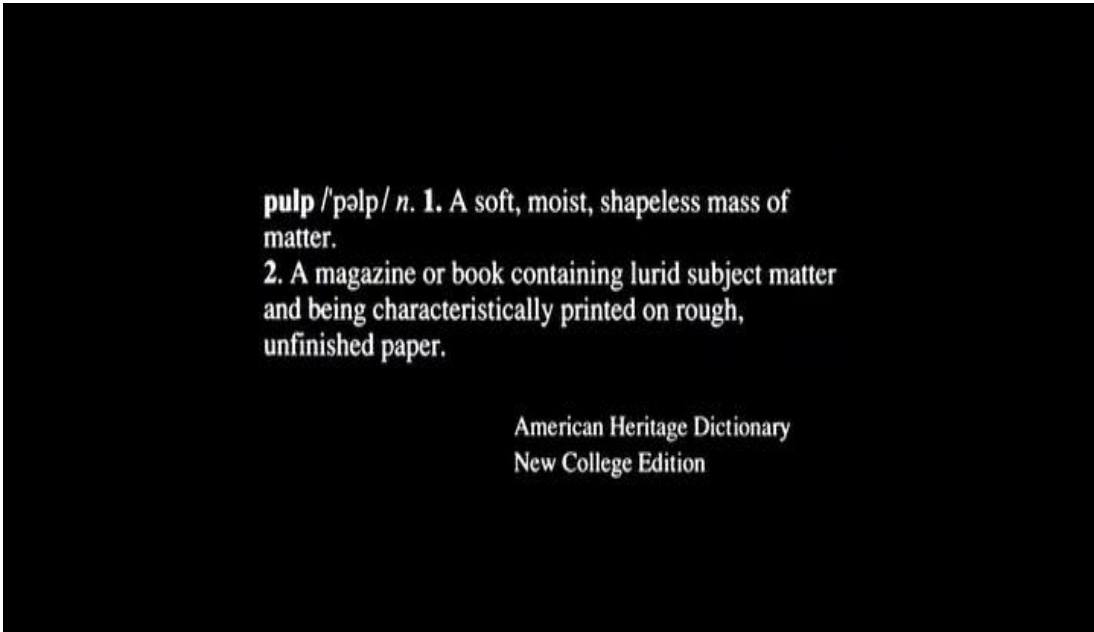 pulp /'pəlp/ n. 1. A soft, moist, shapeless mass of
matter.
2. A magazine or book containing lurid subject matter
and being characteristically printed on rough,
unfinished paper.
American Heritage Dictionary
New College Edition